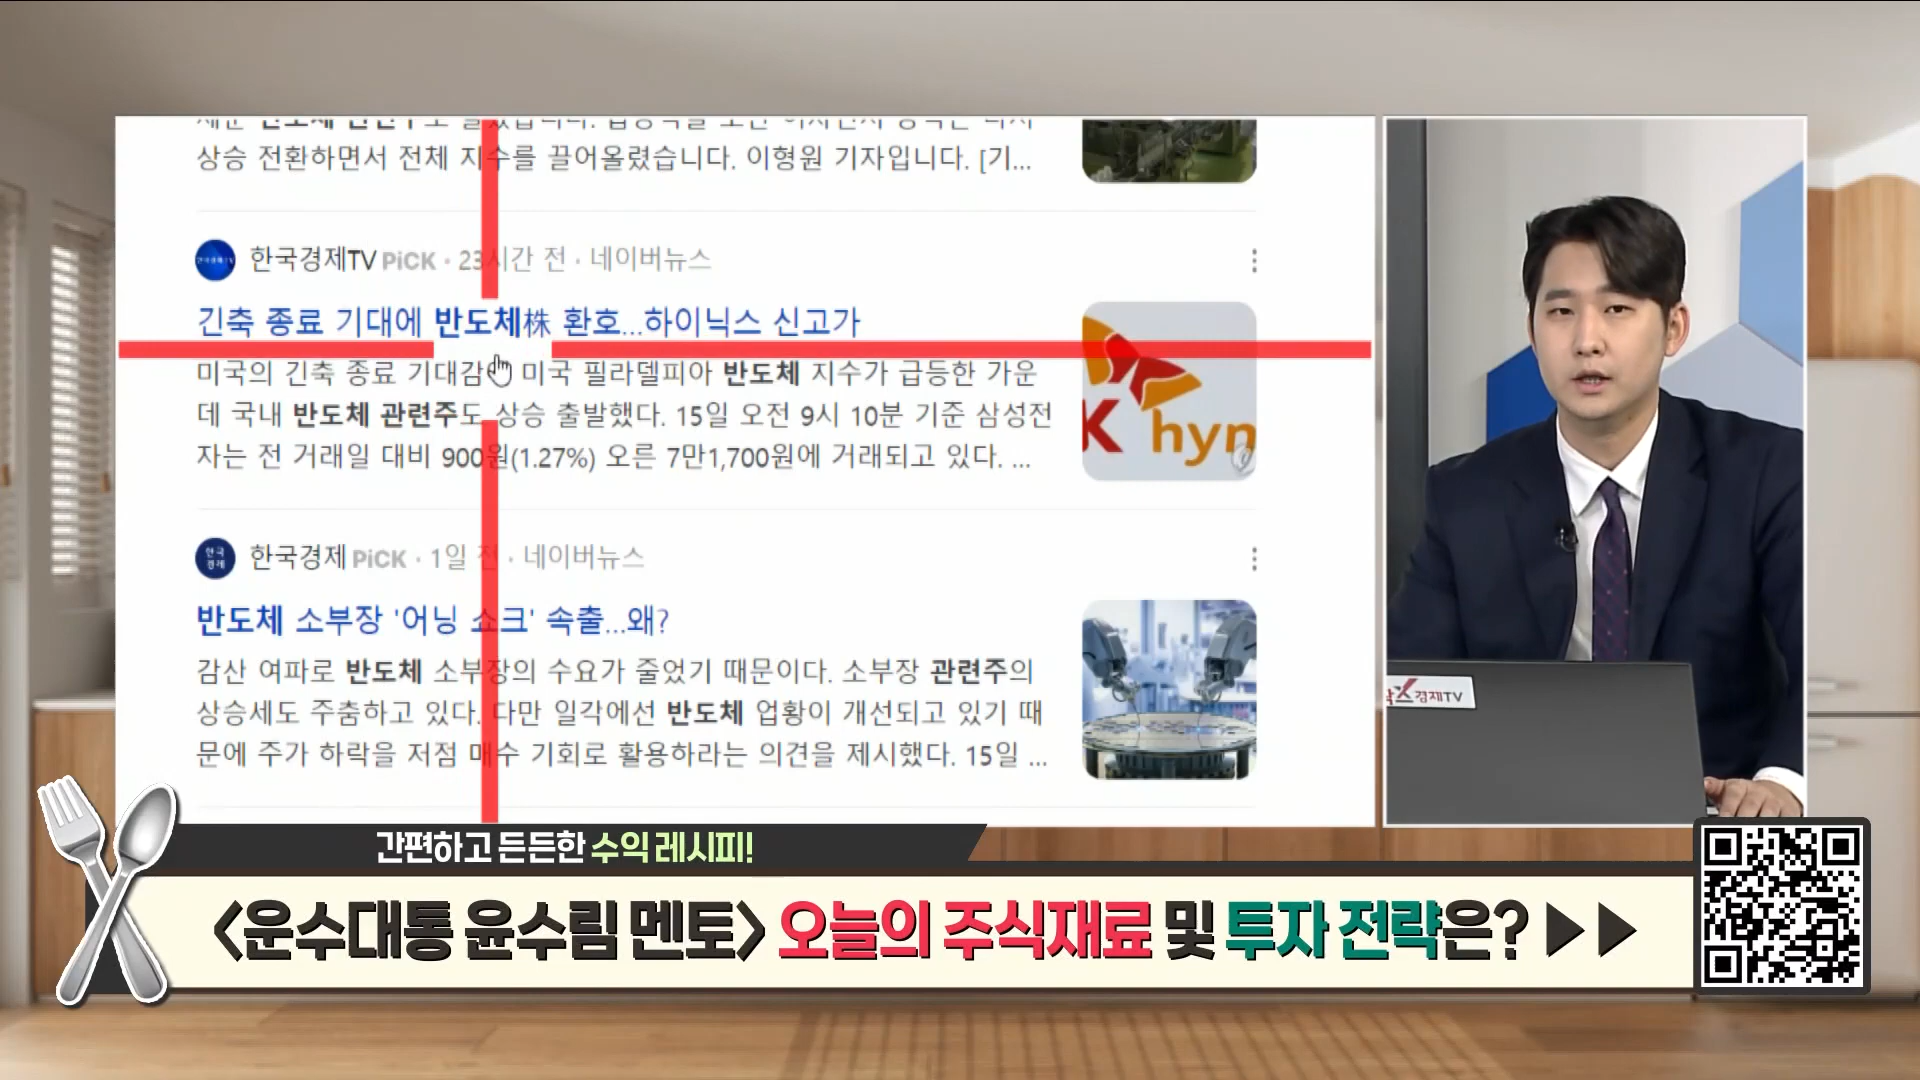 상승 전환하면서 전체 지수를 끌어올렸습니다. 이형원 기자입니다. [기...
한국경제TV PiCK · 23시간 전 · 네이버뉴스
긴축 종료 기대에 반도체株 환호...하이닉스 신고가
미국의 긴축 종료 기대감 미국 필라델피아 반도체 지수가 급등한 가운
데 국내 반도체 관련주도 상승 출발했다. 15일 오전 9시 10분 기준 삼성전
자는 전 거래일 대비 900원(1.27%) 오른 7만1,700원에 거래되고 있다. ...
K hyn
한국경제
한국경제 PiCK · 1일 전 · 네이버뉴스
반도체 소부장 '어닝 쇼크' 속출...왜?
감산 여파로 반도체 소부장의 수요가 줄었기 때문이다. 소부장 관련주의
상승세도 주춤하고 있다. 다만 일각에선 반도체 업황이 개선되고 있기 때
문에 주가 하락을 저점 매수 기회로 활용하라는 의견을 제시했다. 15일 ...
경제TV
간편하고 든든한 수익 레시피!
<운수대통 윤수림 멘토> 오늘의 주식재료 및 투자 전략은?